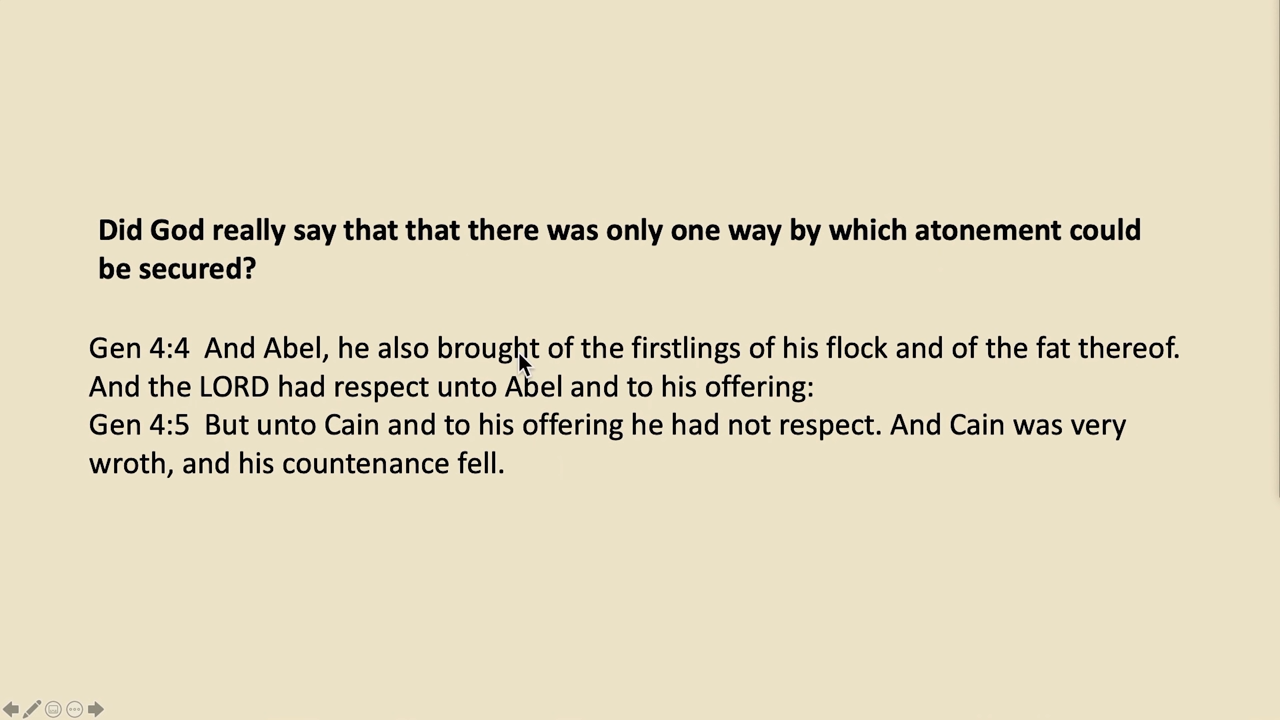 Did God really say that that there was only one way by which atonement could
be secured?
Gen 4:4  And Abel, he also brought of the firstlings of his flock and of the fat thereof.
And the LORD had respect unto Abel and to his offering:
Gen 4:5  But unto Cain and to his offering he had not respect. And Cain was very
wroth, and his countenance fell.